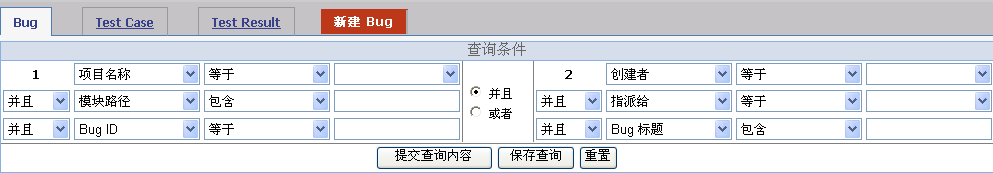 Bug Test Case Test Result 新建 Bug
查询条件
1 项目名称 等于 2 创建者 等于
并且 模块路径 包含 并且 并且 指派给 等于
或者
并且 Bug ID 等于 并且 Bug 标题 包含
提交查询内容 保存查询 重置